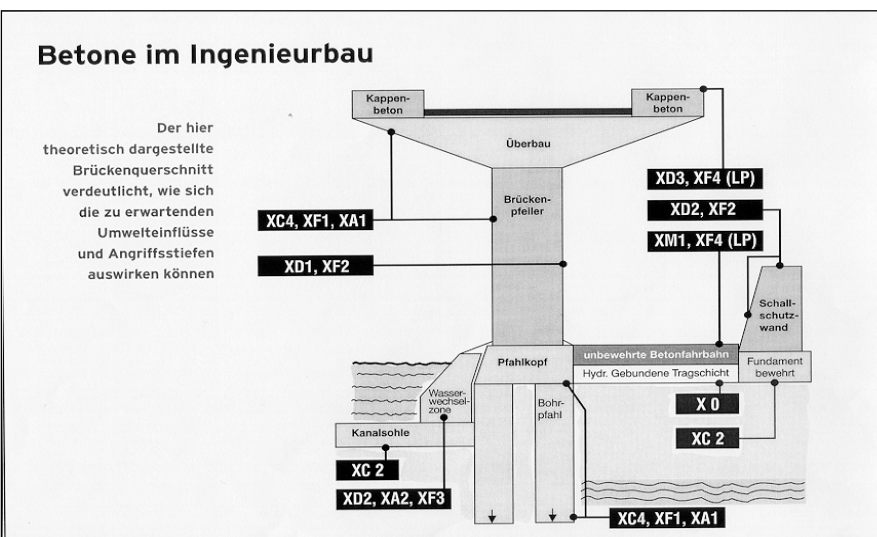 Betone im Ingenieurbau
Der hier
theoretisch dargestellte
Brückenquerschnitt
verdeutlicht, wie sich
die zu erwartenden
Umwelteinflüsse
und Angriffsstiefen
auswirken können
Kappen-
beton
Kappen-
beton
Überbau
XD3, XF4 (LP)
XD2, XF2
XM1, XF4 (LP)
Brücken-
pfeiler
XC4, XF1, XA1
XD1, XF2
Schall-
schutz-
wand
Pfahlkopf
unbewehrte Betonfahrbahn
Hydr. Gebundene Tragschicht
Fundament
bewehrt
Wasser-
wechsel-
zone
Bohr-
pfahl
X 0
XC 2
Kanalsohle
XC 2
XD2, XA2, XF3
XC4, XF1, XA1